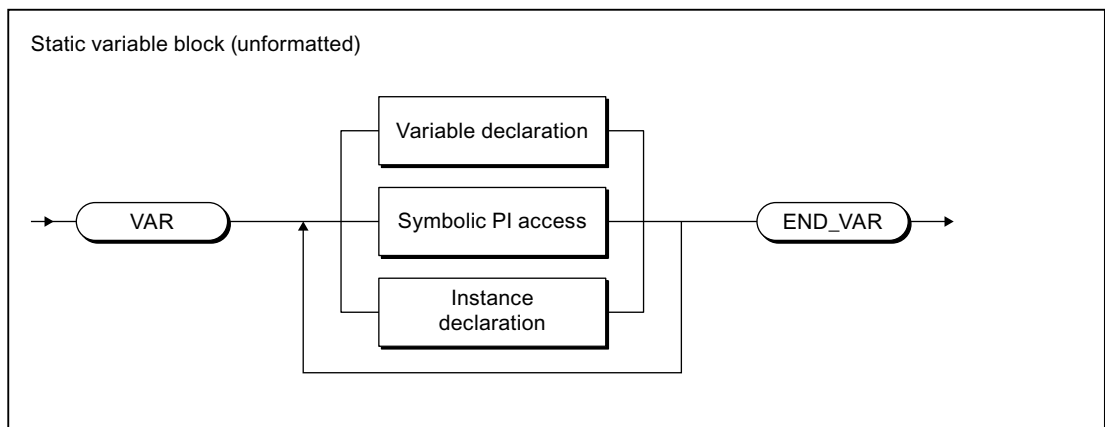 Static variable block (unformatted)
Variable declaration
VAR
Symbolic PI access
END_VAR
Instance
declaration